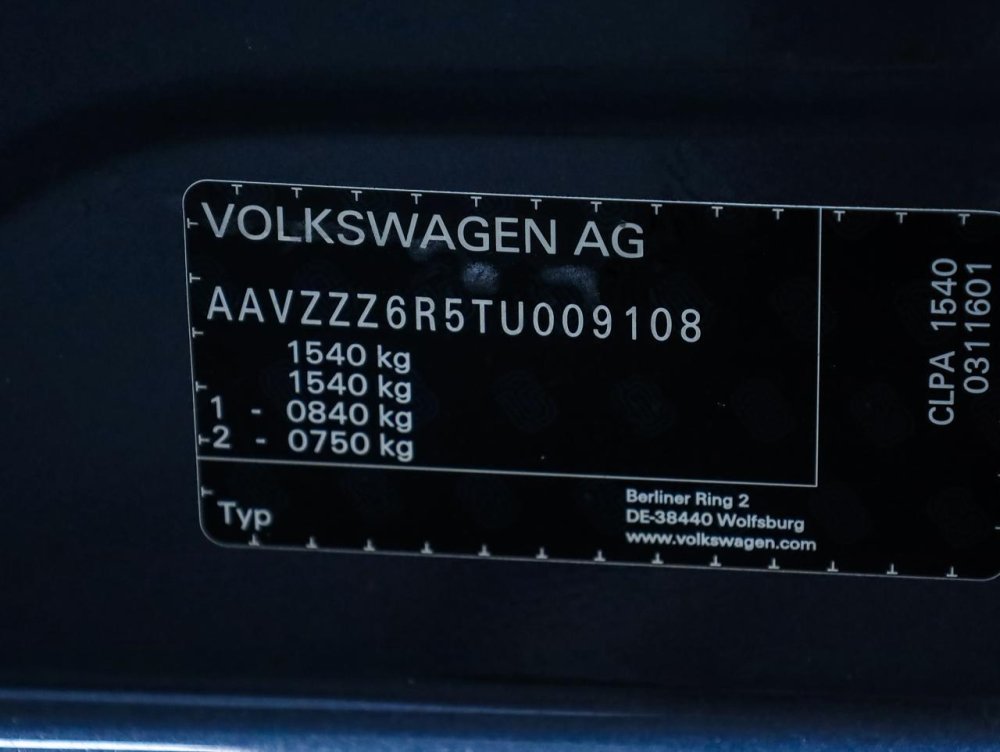 VOLKSWAGEN AG
AAVZZZ6R5TU009108
1540 kg
1540 kg
1 - 0840 kg
2 - 0750 kg
Typ
Berliner Ring 2
DE-38440 Wolfsburg
www.volkswagen.com
CLPA 1540
0311601